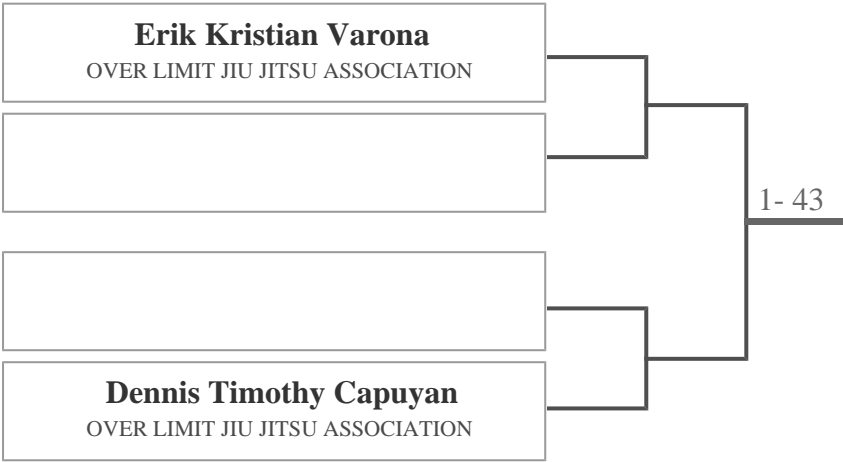 Erik Kristian Varona
OVER LIMIT JIU JITSU ASSOCIATION
1- 43
Dennis Timothy Capuyan
OVER LIMIT JIU JITSU ASSOCIATION